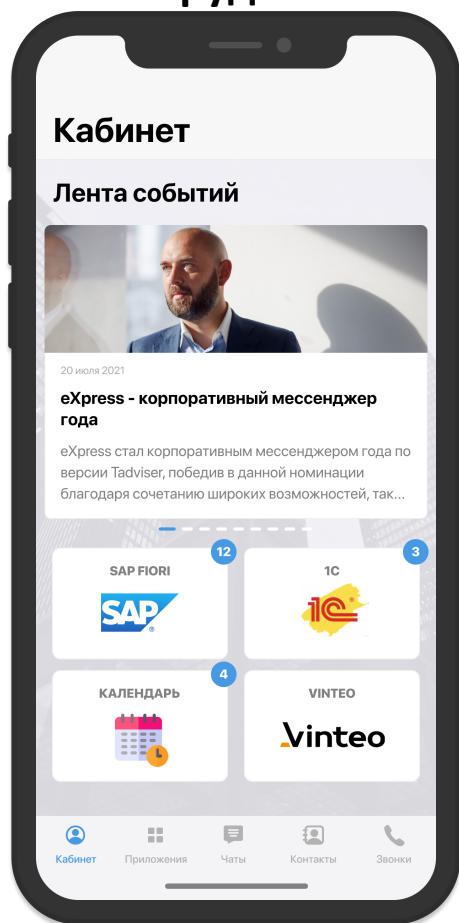 Кабинет
Лента событий
20 июля 2021
eXpress - корпоративный мессенджер
года
eXpress стал корпоративным мессенджером года по
версии Tadviser, победив в данной номинации
благодаря сочетанию широких возможностей, так...
12
3
SAP FIORI
1C
SAP
1C
4
КАЛЕНДАРЬ
VINTEO
Vinteo
Кабинет
Приложения
Чаты
Контакты
Звонки